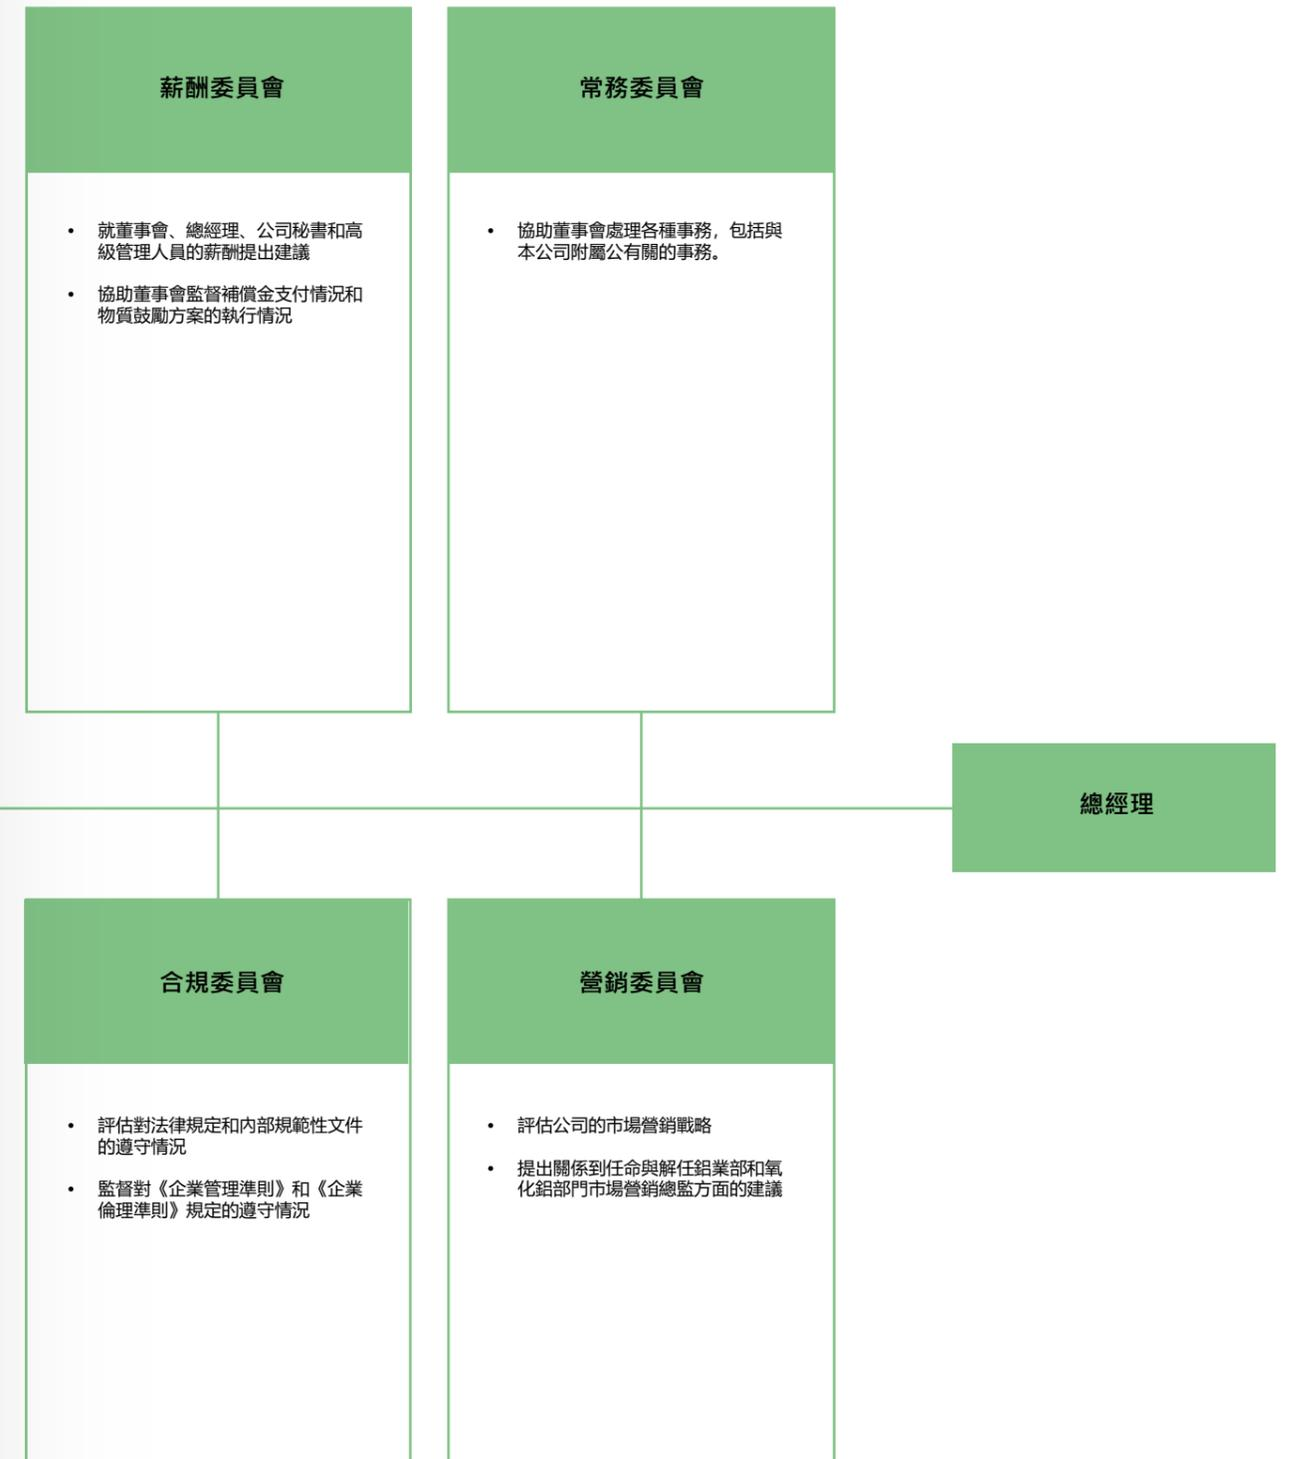 薪酬委員會
• 就董事會、總經理、公司秘書和高
級管理人員的薪酬提出建議
• 協助董事會監督補償金支付情況和
物質鼓勵方案的執行情況
常務委員會
• 協助董事會處理各種事務，包括與
本公司附屬公有關的事務。
總經理
合規委員會
• 評估對法律規定和内部規範性文件
的遵守情況
• 監督對《企業管理準則》和《企業
倫理準則》規定的遵守情況
營銷委員會
• 評估公司的市場營銷戰略
• 提出關係到任命與解任鋁業部和氧
化鋁部門市場營銷總監方面的建議